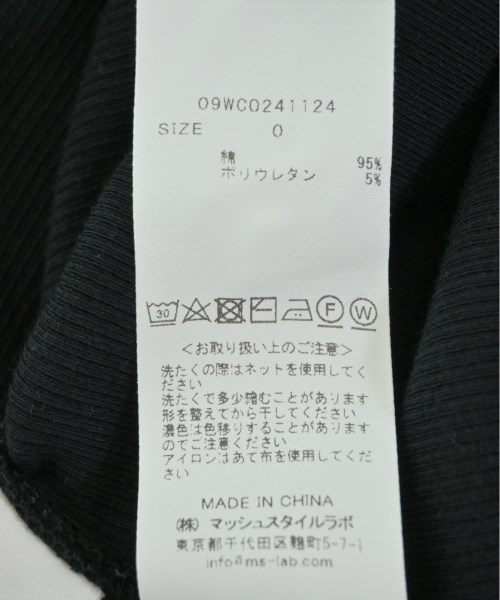 09WCO241124
SIZE 0
綿 95%
ポリウレタン 5%
30 F W
<お取り扱い上のご注意>
洗たくの際はネットを使用してく
ださい
洗たくで多少縮むことがあります
形を整えてから干してください
濃色は色移りすることがあります
のでご注意ください
アイロンはあて布を使用してくだ
さい
MADE IN CHINA
(株) マッシュスタイルラボ
東京都千代田区麹町5-7-1
info@ms-lab.com